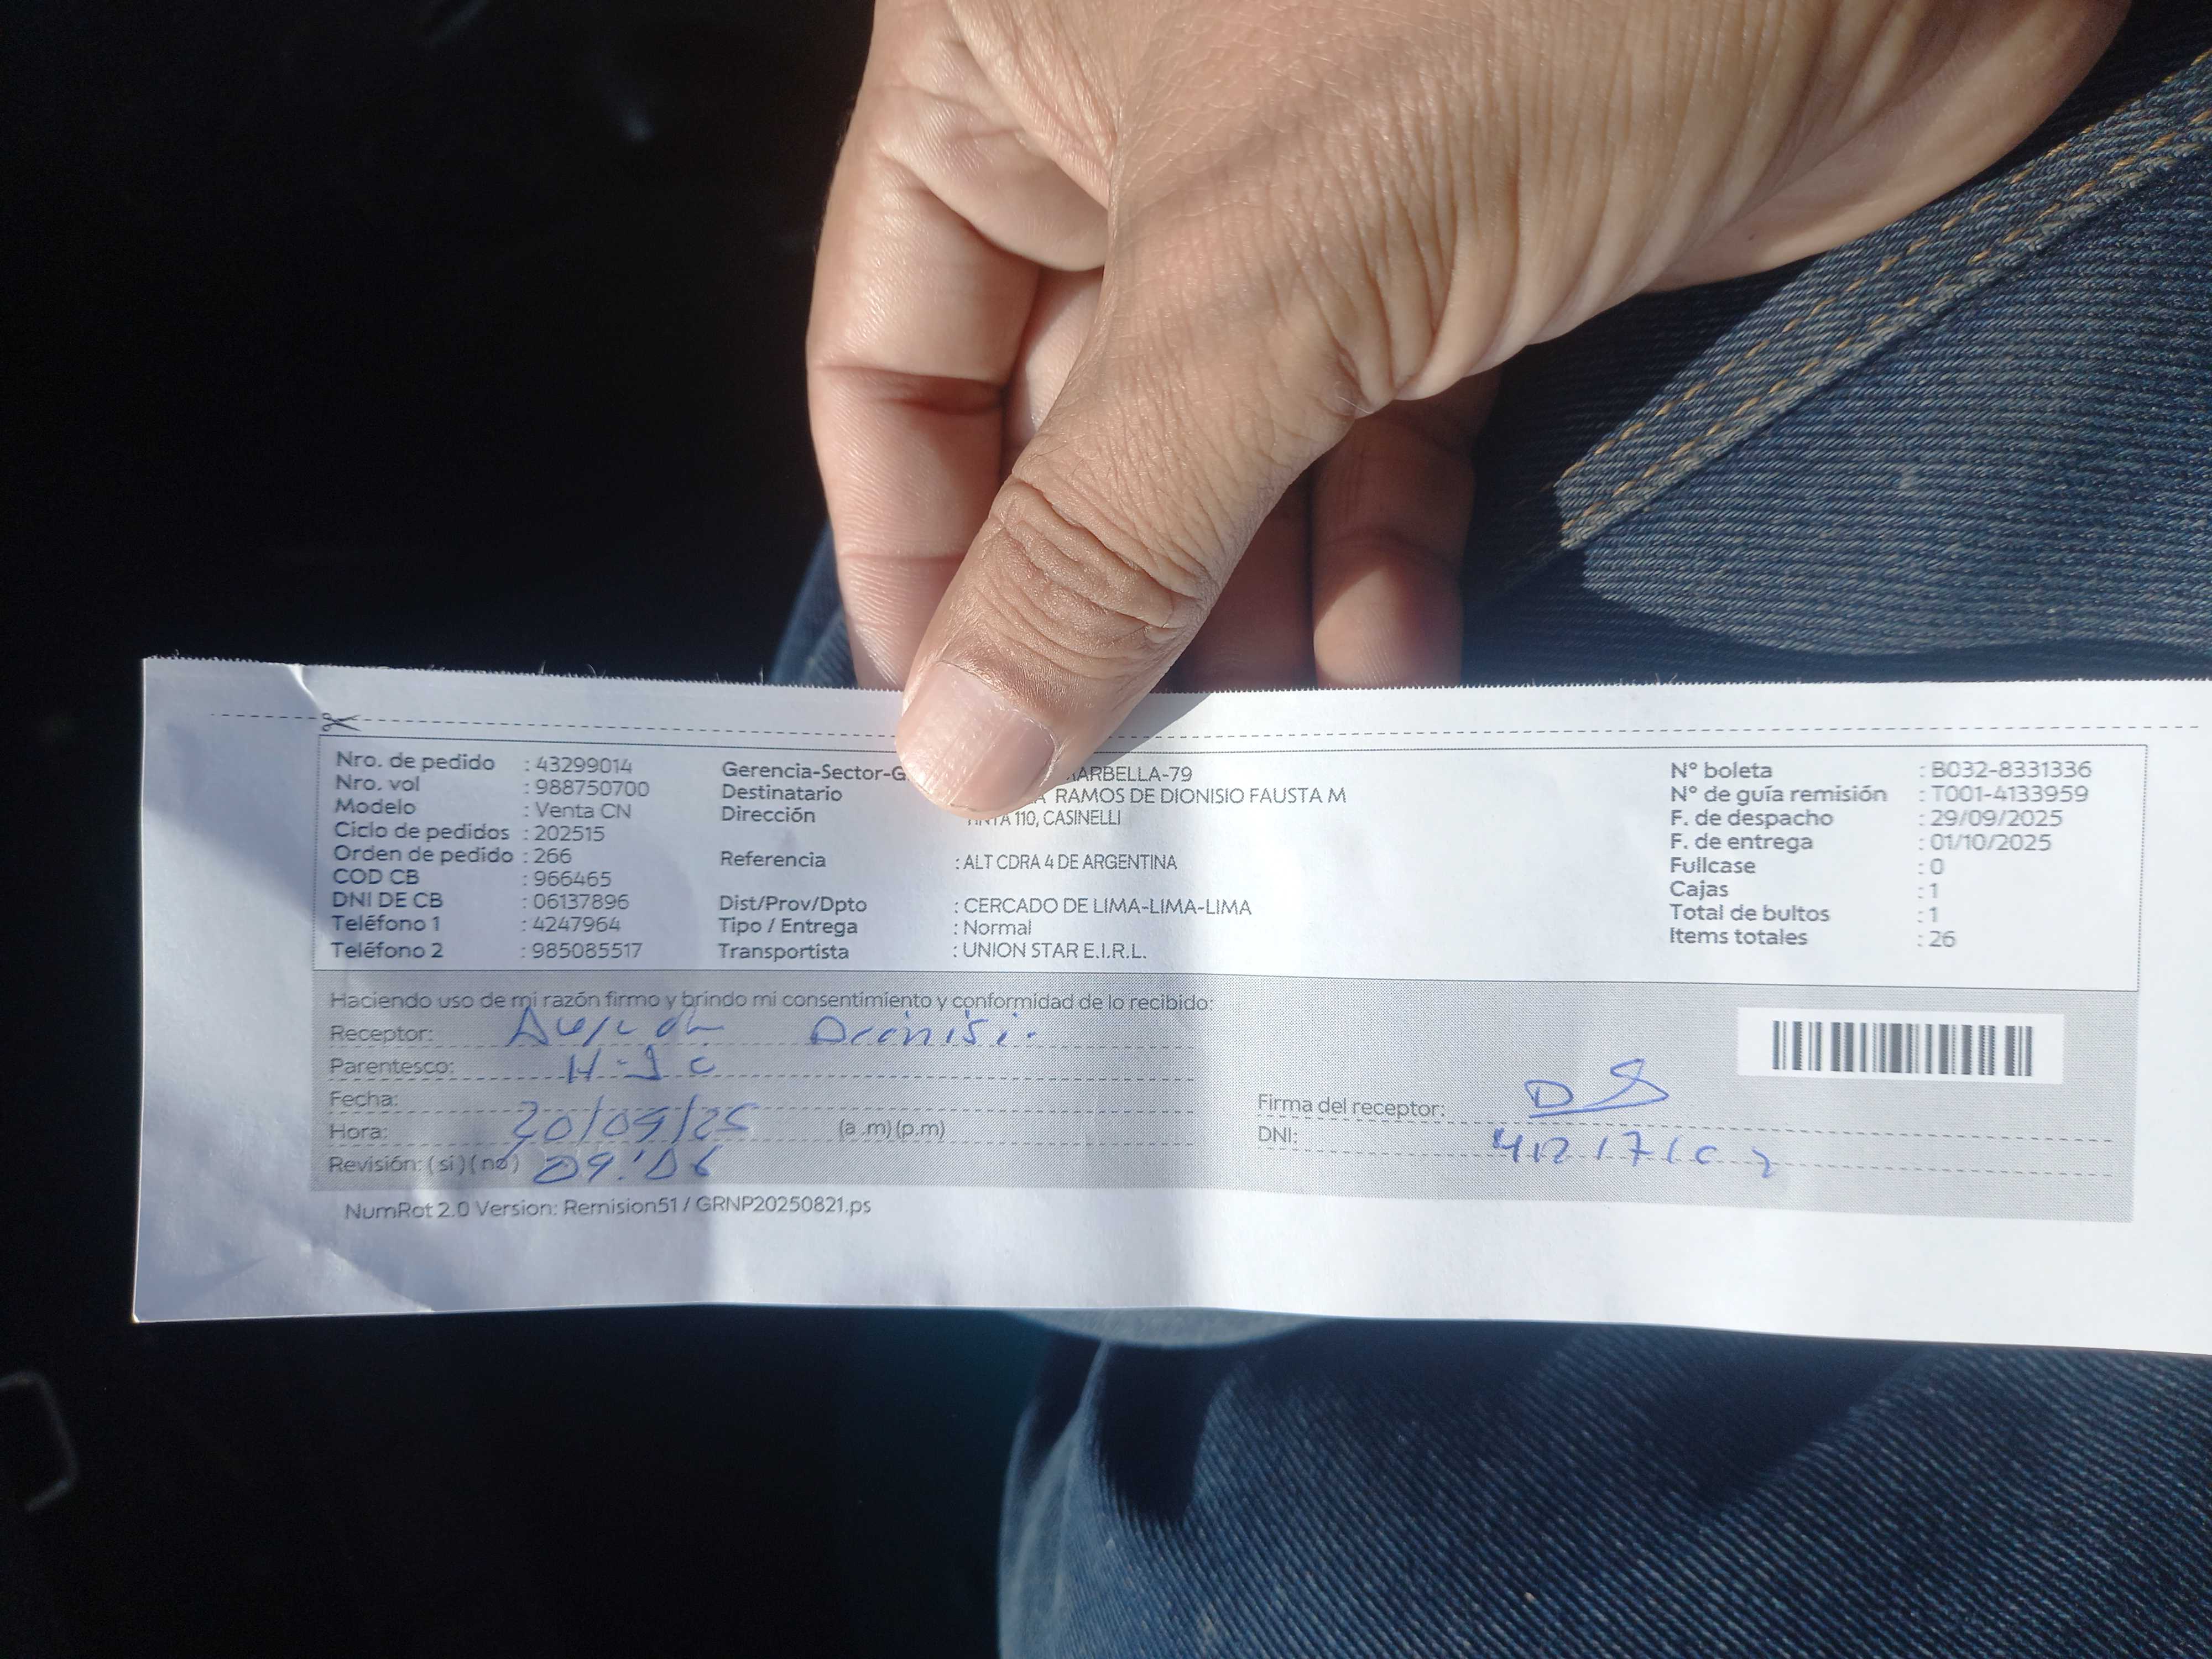 Nro. de pedido : 43299014
Nro. vol : 988750700
Modelo : Venta CN
Ciclo de pedidos : 202515
Orden de pedido : 266
COD CB : 966465
DNI DE CB : 06137896
Teléfono 1 : 4247964
Teléfono 2 : 985085517
Gerencia-Sector-G ARBELLA-79
Destinatario RAMOS DE DIONISIO FAUSTA M
Dirección 110, CASINELLI
Referencia : ALT CDRA 4 DE ARGENTINA
Dist/Prov/Dpto : CERCADO DE LIMA-LIMA-LIMA
Tipo / Entrega : Normal
Transportista : UNION STAR E.I.R.L.
N° boleta : B032-8331336
N° de guía remisión : T001-4133959
F. de despacho : 29/09/2025
F. de entrega : 01/10/2025
Fullcase : 0
Cajas : 1
Total de bultos : 1
Items totales : 26
Haciendo uso de mi razón firmo y brindo mi consentimiento y conformidad de lo recibido:
Receptor: Dionisio
Parentesco: HIJO
Fecha:
Hora: (a .m) (p.m)
Revisión: (si) (no) 09:06
Firma del receptor:
DNI:
NumRot 2.0 Version: Remision51 / GRNP20250821.ps